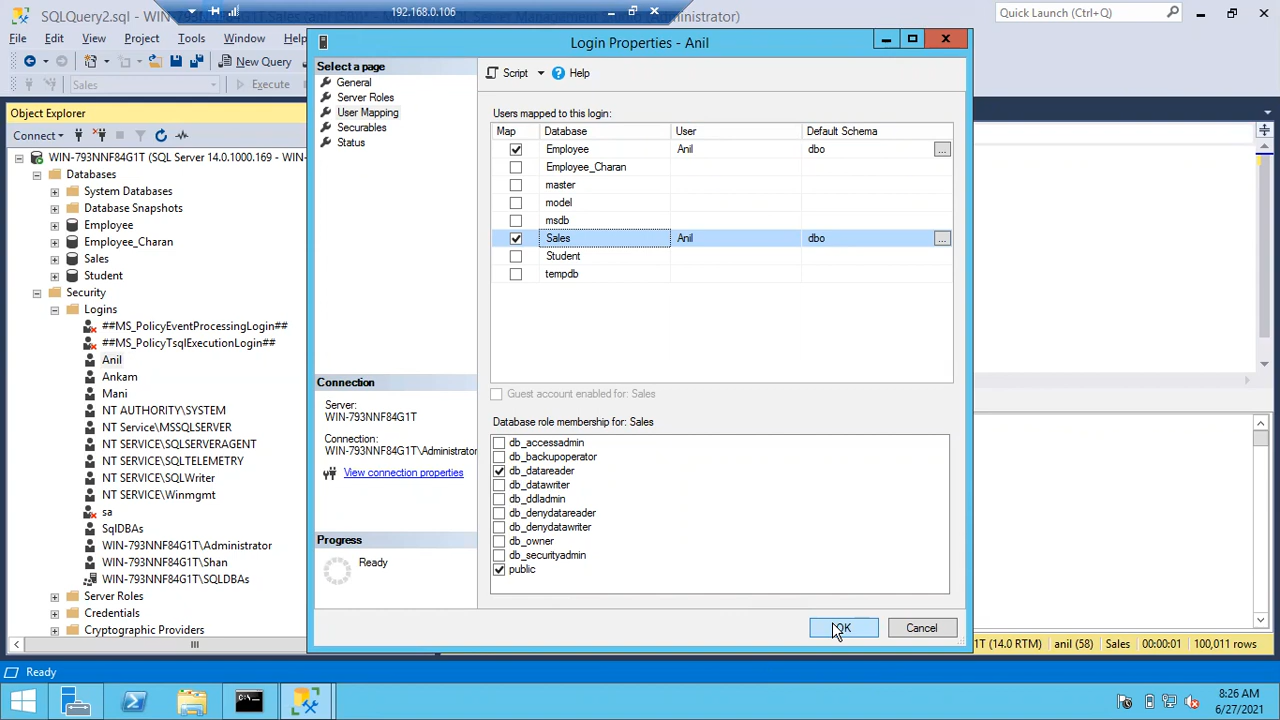 SQLQuery2.sql - WIN-793NNF84G1T.Sales
192.168.0.106
Administrator)
Quick Launch (Ctrl+Q)
File Edit View Project Tools Window Help
New Query
Sales
Execute
Object Explorer
Connect
WIN-793NNF84G1T (SQL Server 14.0.1000.169 - WIN-
Databases
System Databases
Database Snapshots
Employee
Employee_Charan
Sales
Student
Security
Logins
##MS_PolicyEventProcessingLogin##
##MS_PolicyTsqlExecutionLogin##
Anil
Ankam
Mani
NT AUTHORITY\SYSTEM
NT Service\MSSQLSERVER
NT SERVICE\SQLSERVERAGENT
NT SERVICE\SQLTELEMETRY
NT SERVICE\SQLWriter
NT SERVICE\Winmgmt
sa
SqlDBAs
WIN-793NNF84G1T\Administrator
WIN-793NNF84G1T\Shan
WIN-793NNF84G1T\SQLDBAs
Server Roles
Credentials
Cryptographic Providers
Login Properties - Anil
Select a page
General
Server Roles
User Mapping
Securables
Status
Connection
Server:
WIN-793NNF84G1T
Connection:
WIN-793NNF84G1T\Administrator
View connection properties
Progress
Ready
Script Help
Users mapped to this login:
Map Database User Default Schema
Employee Anil dbo ...
Employee_Charan
master
model
msdb
Sales Anil dbo ...
Student
tempdb
Guest account enabled for: Sales
Database role membership for: Sales
db_accessadmin
db_backupoperator
db_datareader
db_datawriter
db_ddladmin
db_denydatareader
db_denydatawriter
db_owner
db_securityadmin
public
OK Cancel
1T (14.0 RTM) anil (58) Sales 00:00:01 100,011 rows
Ready
8:26 AM
6/27/2021